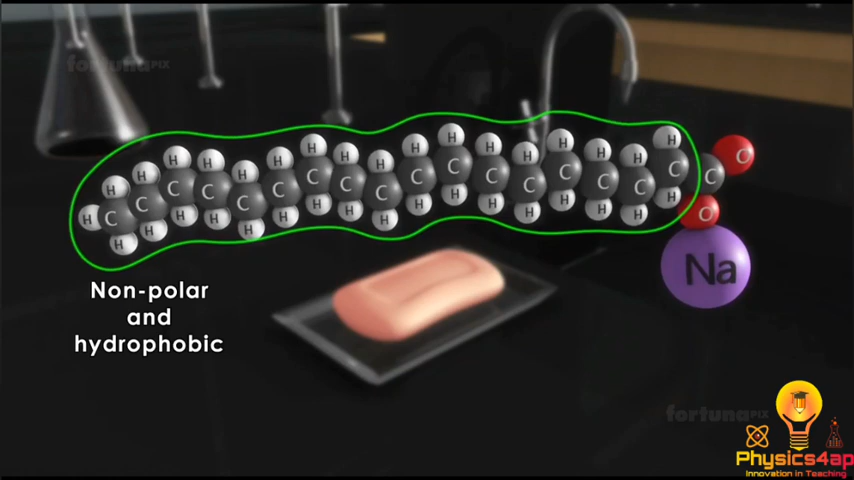 fortunaPIX
H H H H H H H H H H H H H H H H H
H C C C C C C C C C C C C C C C C C C O
H H H H H H H H H H H H H H H H H O
Na
Non-polar
and
hydrophobic
fortunaPIX
Physics4ap
Innovation in Teaching